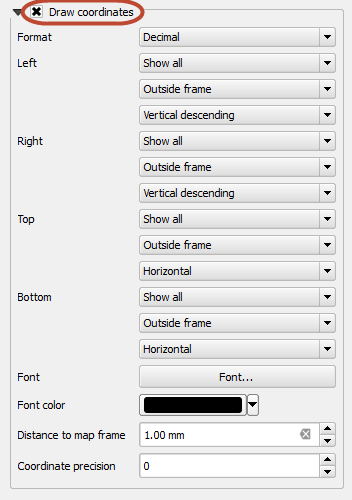 Draw coordinates
Format Decimal
Left Show all
Outside frame
Vertical descending
Right Show all
Outside frame
Vertical descending
Top Show all
Outside frame
Horizontal
Bottom Show all
Outside frame
Horizontal
Font Font...
Font color
Distance to map frame 1.00 mm
Coordinate precision 0